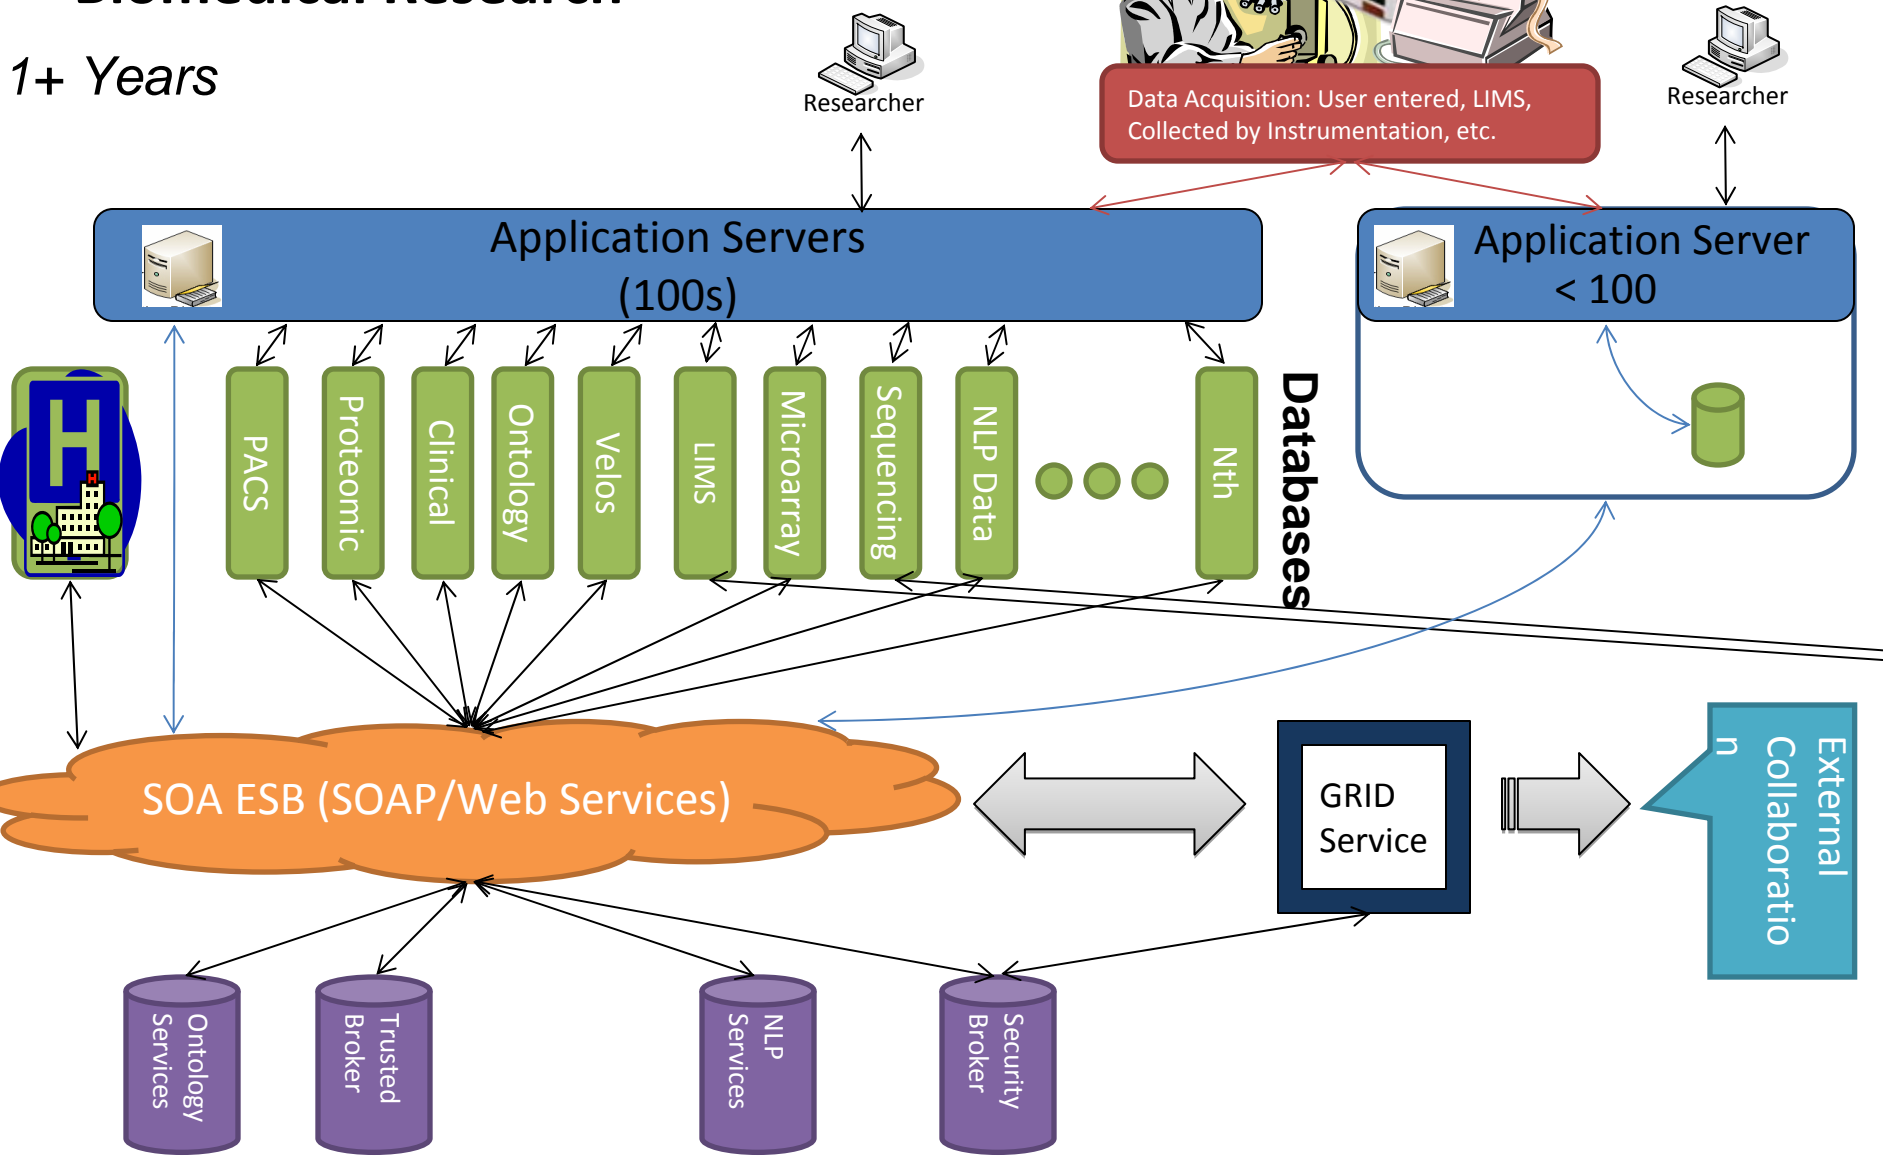 Biomedical Research
1+ Years
Researcher
Data Acquisition: User entered, LIMS,
Collected by Instrumentation, etc.
Researcher
Application Servers
(100s)
Application Server
< 100
H
H
PACS
Proteomic
Clinical
Ontology
Velos
LIMS
Microarray
Sequencing
NLP Data
Nth
Databases
SOA ESB (SOAP/Web Services)
GRID
Service
External
Collaboratio
n
Ontology
Services
Trusted
Broker
NLP
Services
Security
Broker